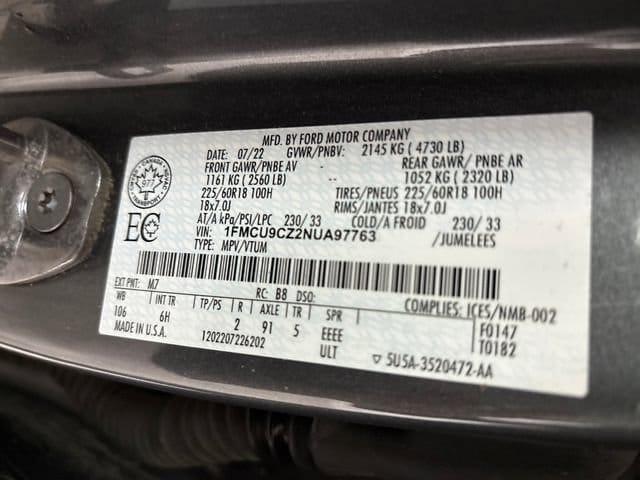 MFD. BY FORD MOTOR COMPANY
DATE: 07/22 GVWR/PNBV: 2145 KG ( 4730 LB)
FRONT GAWR/PNBE AV REAR GAWR/ PNBE AR
1161 KG ( 2560 LB) 1052 KG ( 2320 LB)
225/60R18 100H TIRES/PNEUS 225/60R18 100H
18x7.0J RIMS/JANTES 18x7.0J
AT/A kPa/PSI/LPC 230/ 33 COLD/A FROID 230/ 33
VIN: 1FMCU9CZ2NUA97763 /JUMELEES
TYPE: MPV/VTUM
CANADA
977
TRANSPORT
EC
EXT PNT: M7 RC: B8 DSO: COMPLIES: ICES/NMB-002
WB INT TR TP/PS R AXLE TR SPR F0147
106 6H 2 91 5 EEEE T0182
MADE IN U.S.A. 1202207226202 ULT ▽ 5U5A-3520472-AA